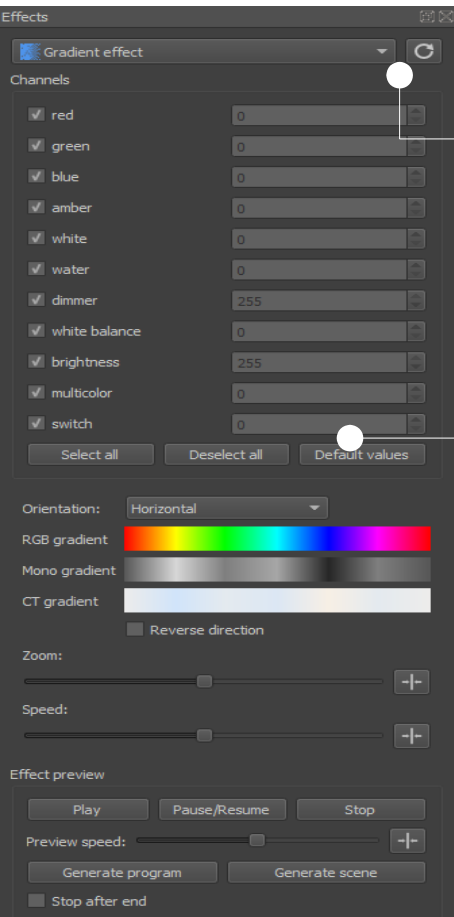 Effects
Gradient effect
Channels
red 0
green 0
blue 0
amber 0
white 0
water 0
dimmer 255
white balance 0
brightness 255
multicolor 0
switch 0
Select all Deselect all Default values
Orientation: Horizontal
RGB gradient
Mono gradient
CT gradient
Reverse direction
Zoom:
Speed:
Effect preview
Play Pause/Resume Stop
Preview speed:
Generate program Generate scene
Stop after end